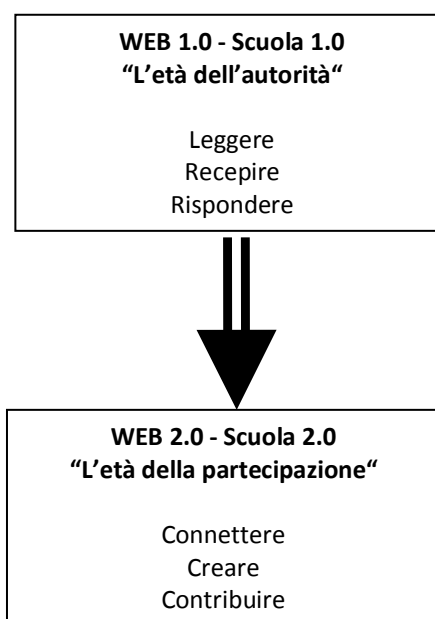 WEB 1.0 - Scuola 1.0
“L’età dell’autorità“
Leggere
Recepire
Rispondere
WEB 2.0 - Scuola 2.0
“L’età della partecipazione“
Connettere
Creare
Contribuire